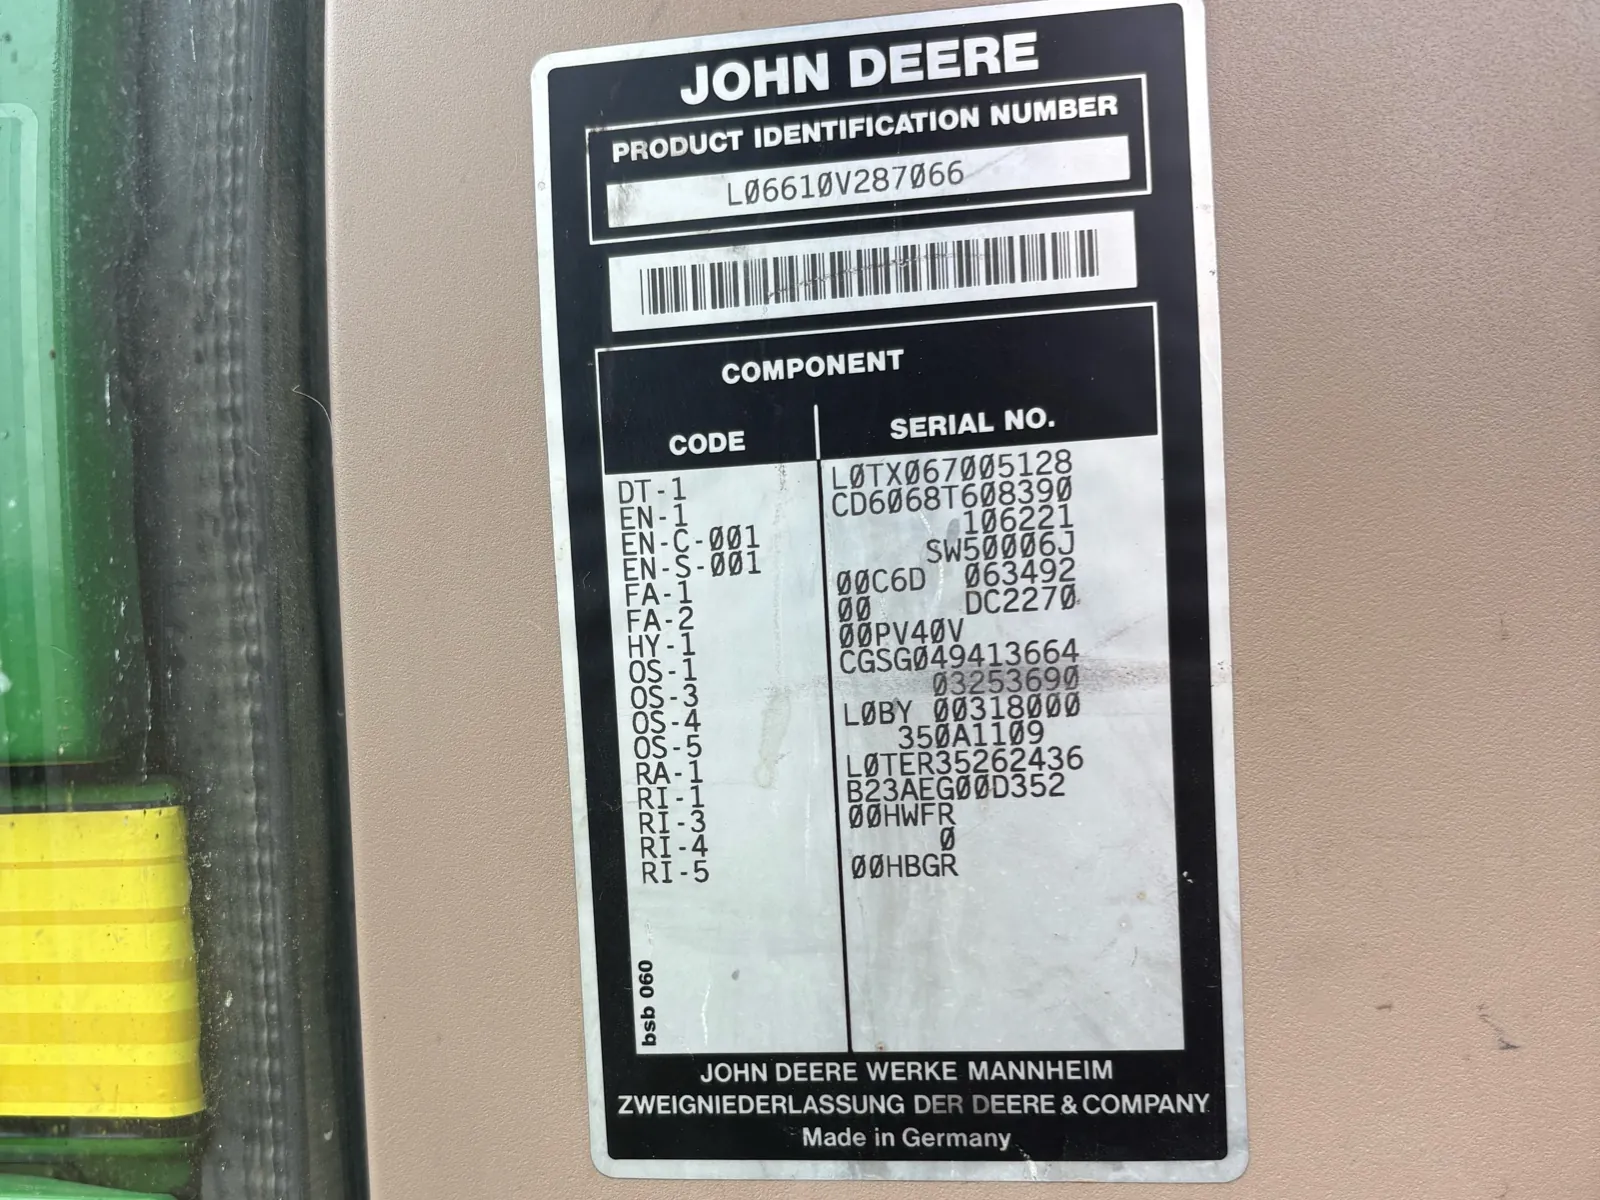 JOHN DEERE
PRODUCT IDENTIFICATION NUMBER
L06610V287066
COMPONENT
CODE SERIAL NO.
DT-1 L0TX067005128
EN-1 CD6068T608390
EN-C-001 106221
EN-S-001 SW50006J
FA-1 00C6D 063492
FA-2 00 DC2270
HY-1 00PV40V
OS-1 CGSG049413664
OS-3 03253690
OS-4 L0BY 00318000
OS-5 350A1109
RA-1 L0TER35262436
RI-1 B23AEG00D352
RI-3 00HWFR
RI-4 0
RI-5 00HBGR
bsb 060
JOHN DEERE WERKE MANNHEIM
ZWEIGNIEDERLASSUNG DER DEERE & COMPANY
Made in Germany